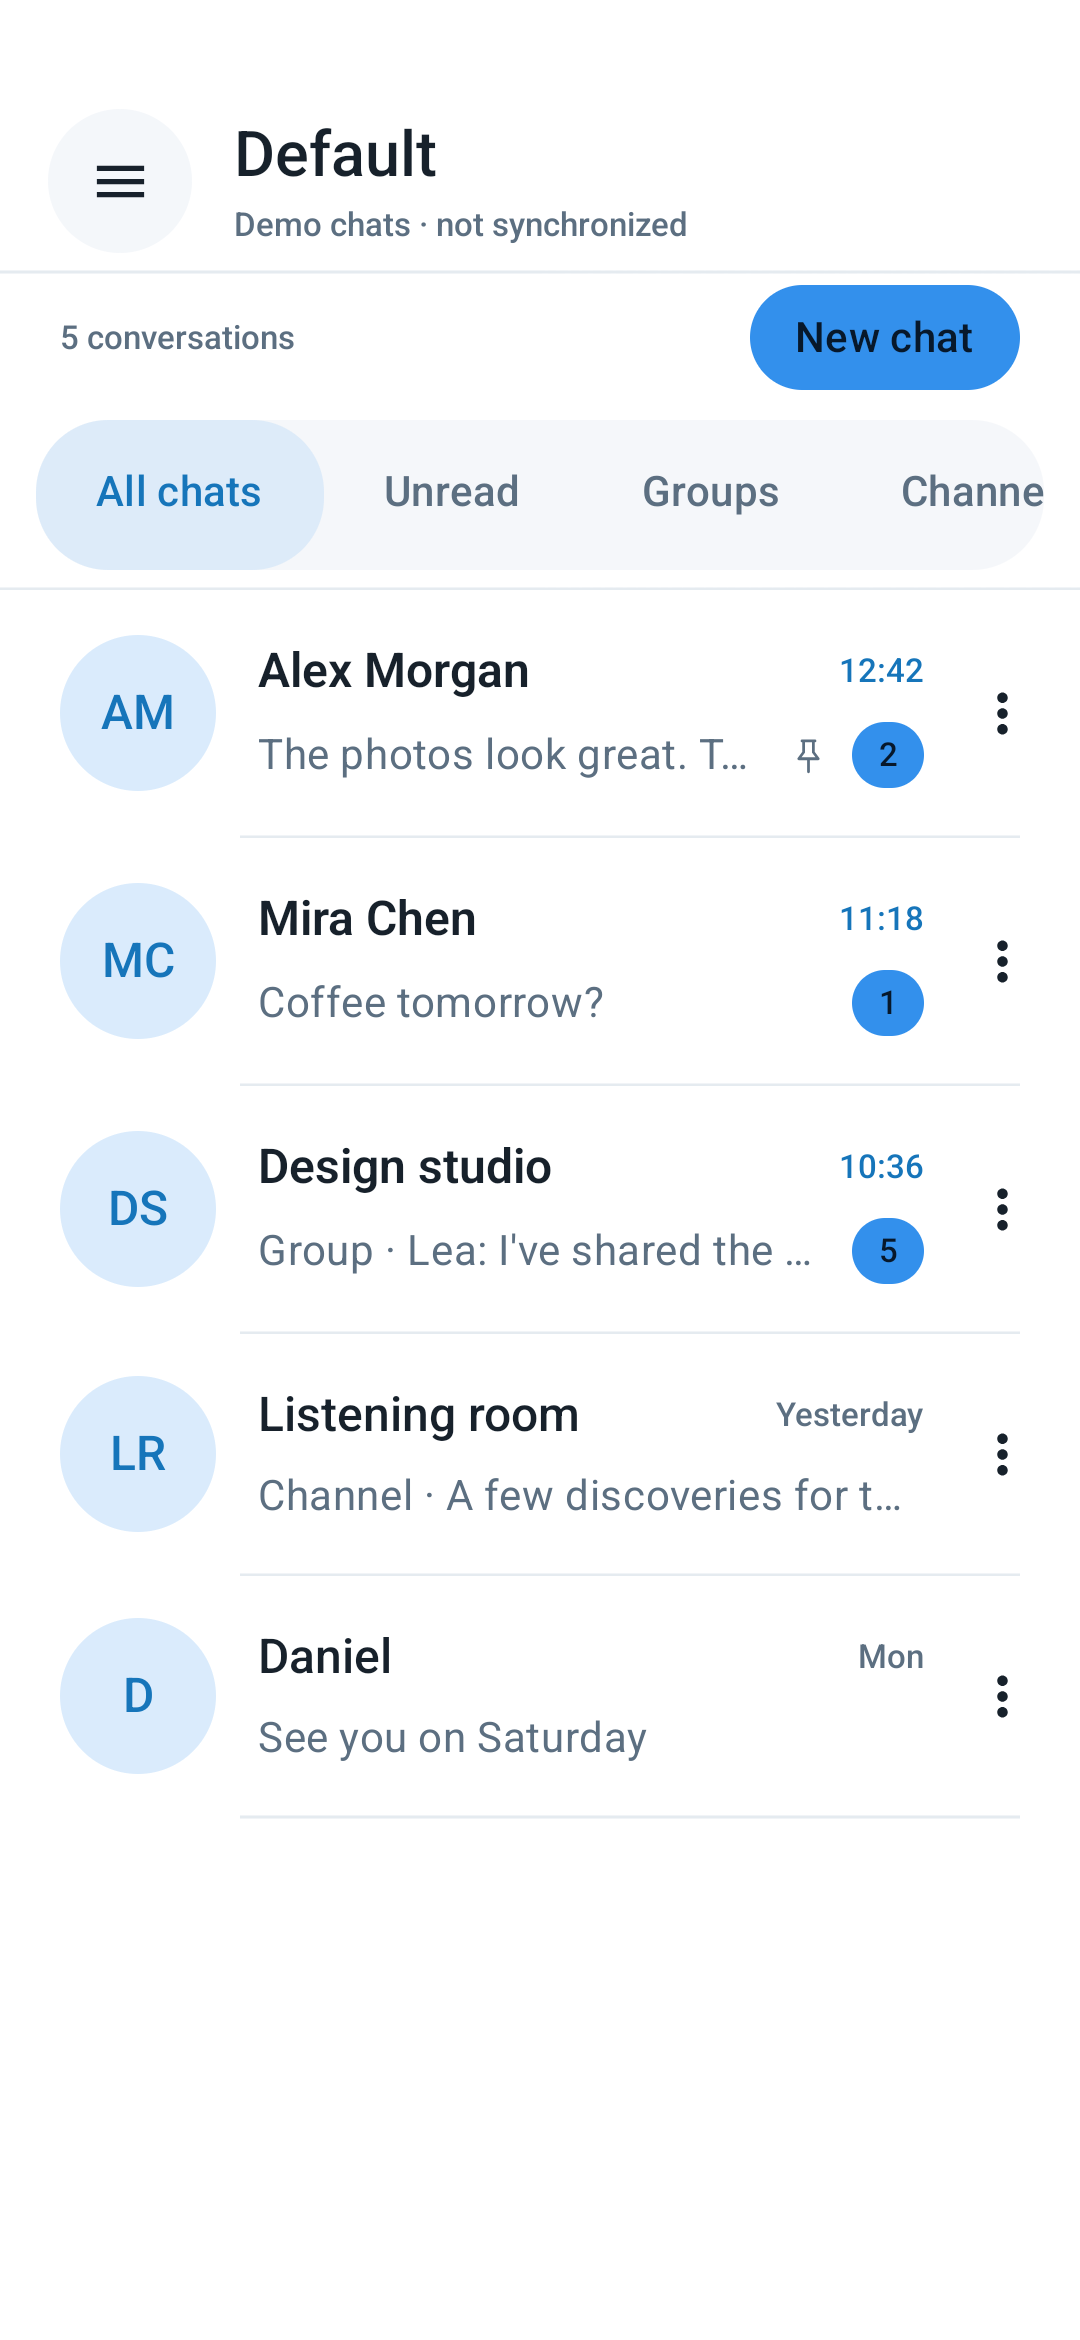 Default
Demo chats · not synchronized
5 conversations
New chat
All chats
Unread
Groups
Channe
AM
Alex Morgan
12:42
The photos look great. T...
2
MC
Mira Chen
11:18
Coffee tomorrow?
1
DS
Design studio
10:36
Group · Lea: I've shared the ...
5
LR
Listening room
Yesterday
Channel · A few discoveries for t...
D
Daniel
Mon
See you on Saturday